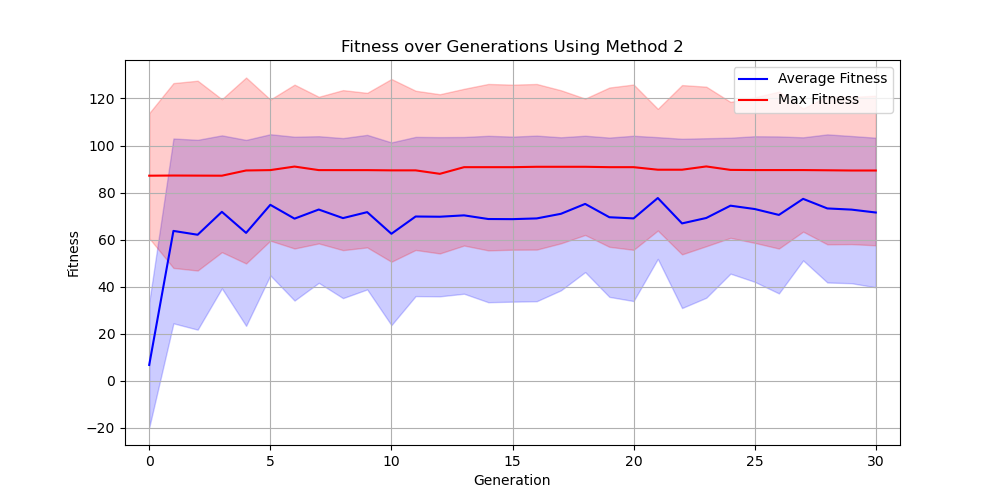 Fitness over Generations Using Method 2
Average Fitness
Max Fitness
Fitness
120
100
80
60
40
20
0
−20
0 5 10 15 20 25 30
Generation